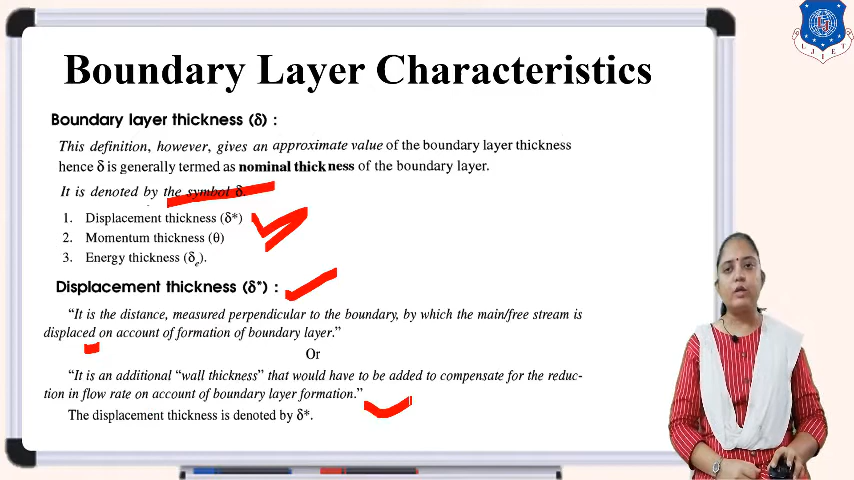 Boundary Layer Characteristics
Boundary layer thickness (δ) :
This definition, however, gives an approximate value of the boundary layer thickness
hence δ is generally termed as nominal thickness of the boundary layer.
It is denoted by the symbol δ.
1. Displacement thickness (δ*)
2. Momentum thickness (θ)
3. Energy thickness (δe).
Displacement thickness (δ*) :
“It is the distance, measured perpendicular to the boundary, by which the main/free stream is
displaced on account of formation of boundary layer.”
Or
“It is an additional “wall thickness” that would have to be added to compensate for the reduc-
tion in flow rate on account of boundary layer formation.”
The displacement thickness is denoted by δ*.
LJIET